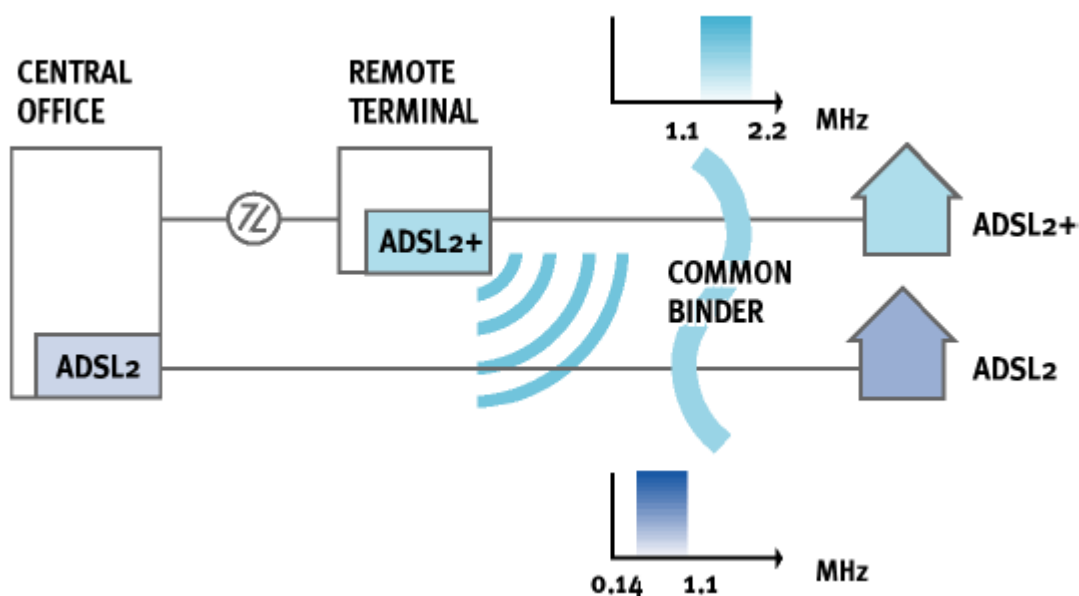 CENTRAL
OFFICE
REMOTE
TERMINAL
1.1
2.2
MHz
ADSL2+
ADSL2+
COMMON
BINDER
ADSL2
ADSL2
0.14
1.1
MHz